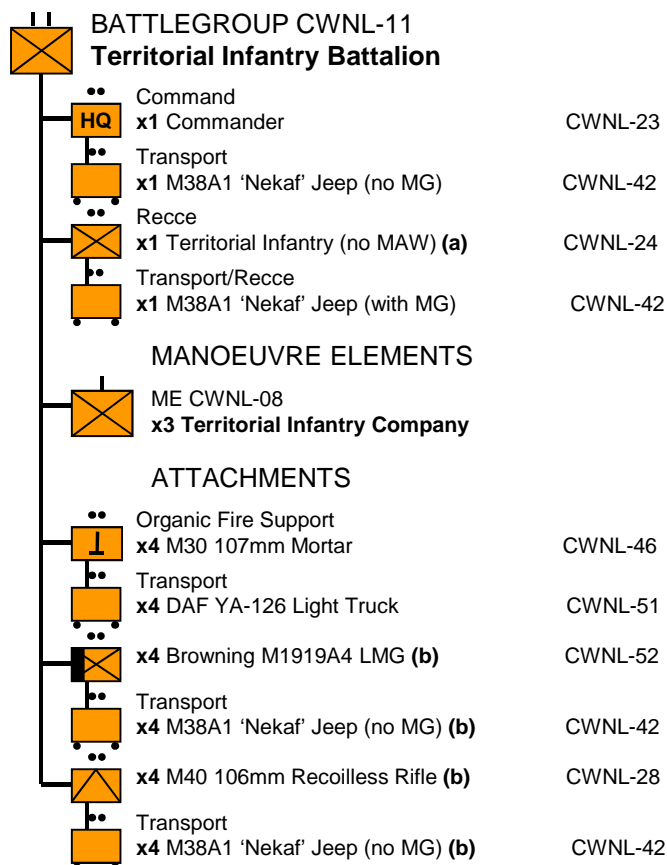 BATTLEGROUP CWNL-11
Territorial Infantry Battalion
Command
HQ x1 Commander CWNL-23
Transport
x1 M38A1 ‘Nekaf’ Jeep (no MG) CWNL-42
Recce
x1 Territorial Infantry (no MAW) (a) CWNL-24
Transport/Recce
x1 M38A1 ‘Nekaf’ Jeep (with MG) CWNL-42
MANOEUVRE ELEMENTS
ME CWNL-08
x3 Territorial Infantry Company
ATTACHMENTS
Organic Fire Support
x4 M30 107mm Mortar CWNL-46
Transport
x4 DAF YA-126 Light Truck CWNL-51
x4 Browning M1919A4 LMG (b) CWNL-52
Transport
x4 M38A1 ‘Nekaf’ Jeep (no MG) (b) CWNL-42
x4 M40 106mm Recoilless Rifle (b) CWNL-28
Transport
x4 M38A1 ‘Nekaf’ Jeep (no MG) (b) CWNL-42